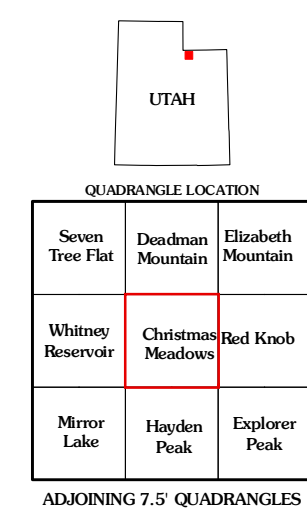 UTAH
QUADRANGLE LOCATION
Seven
Tree Flat
Deadman
Mountain
Elizabeth
Mountain
Whitney
Reservoir
Christmas
Meadows
Red Knob
Mirror
Lake
Hayden
Peak
Explorer
Peak
ADJOINING 7.5' QUADRANGLES